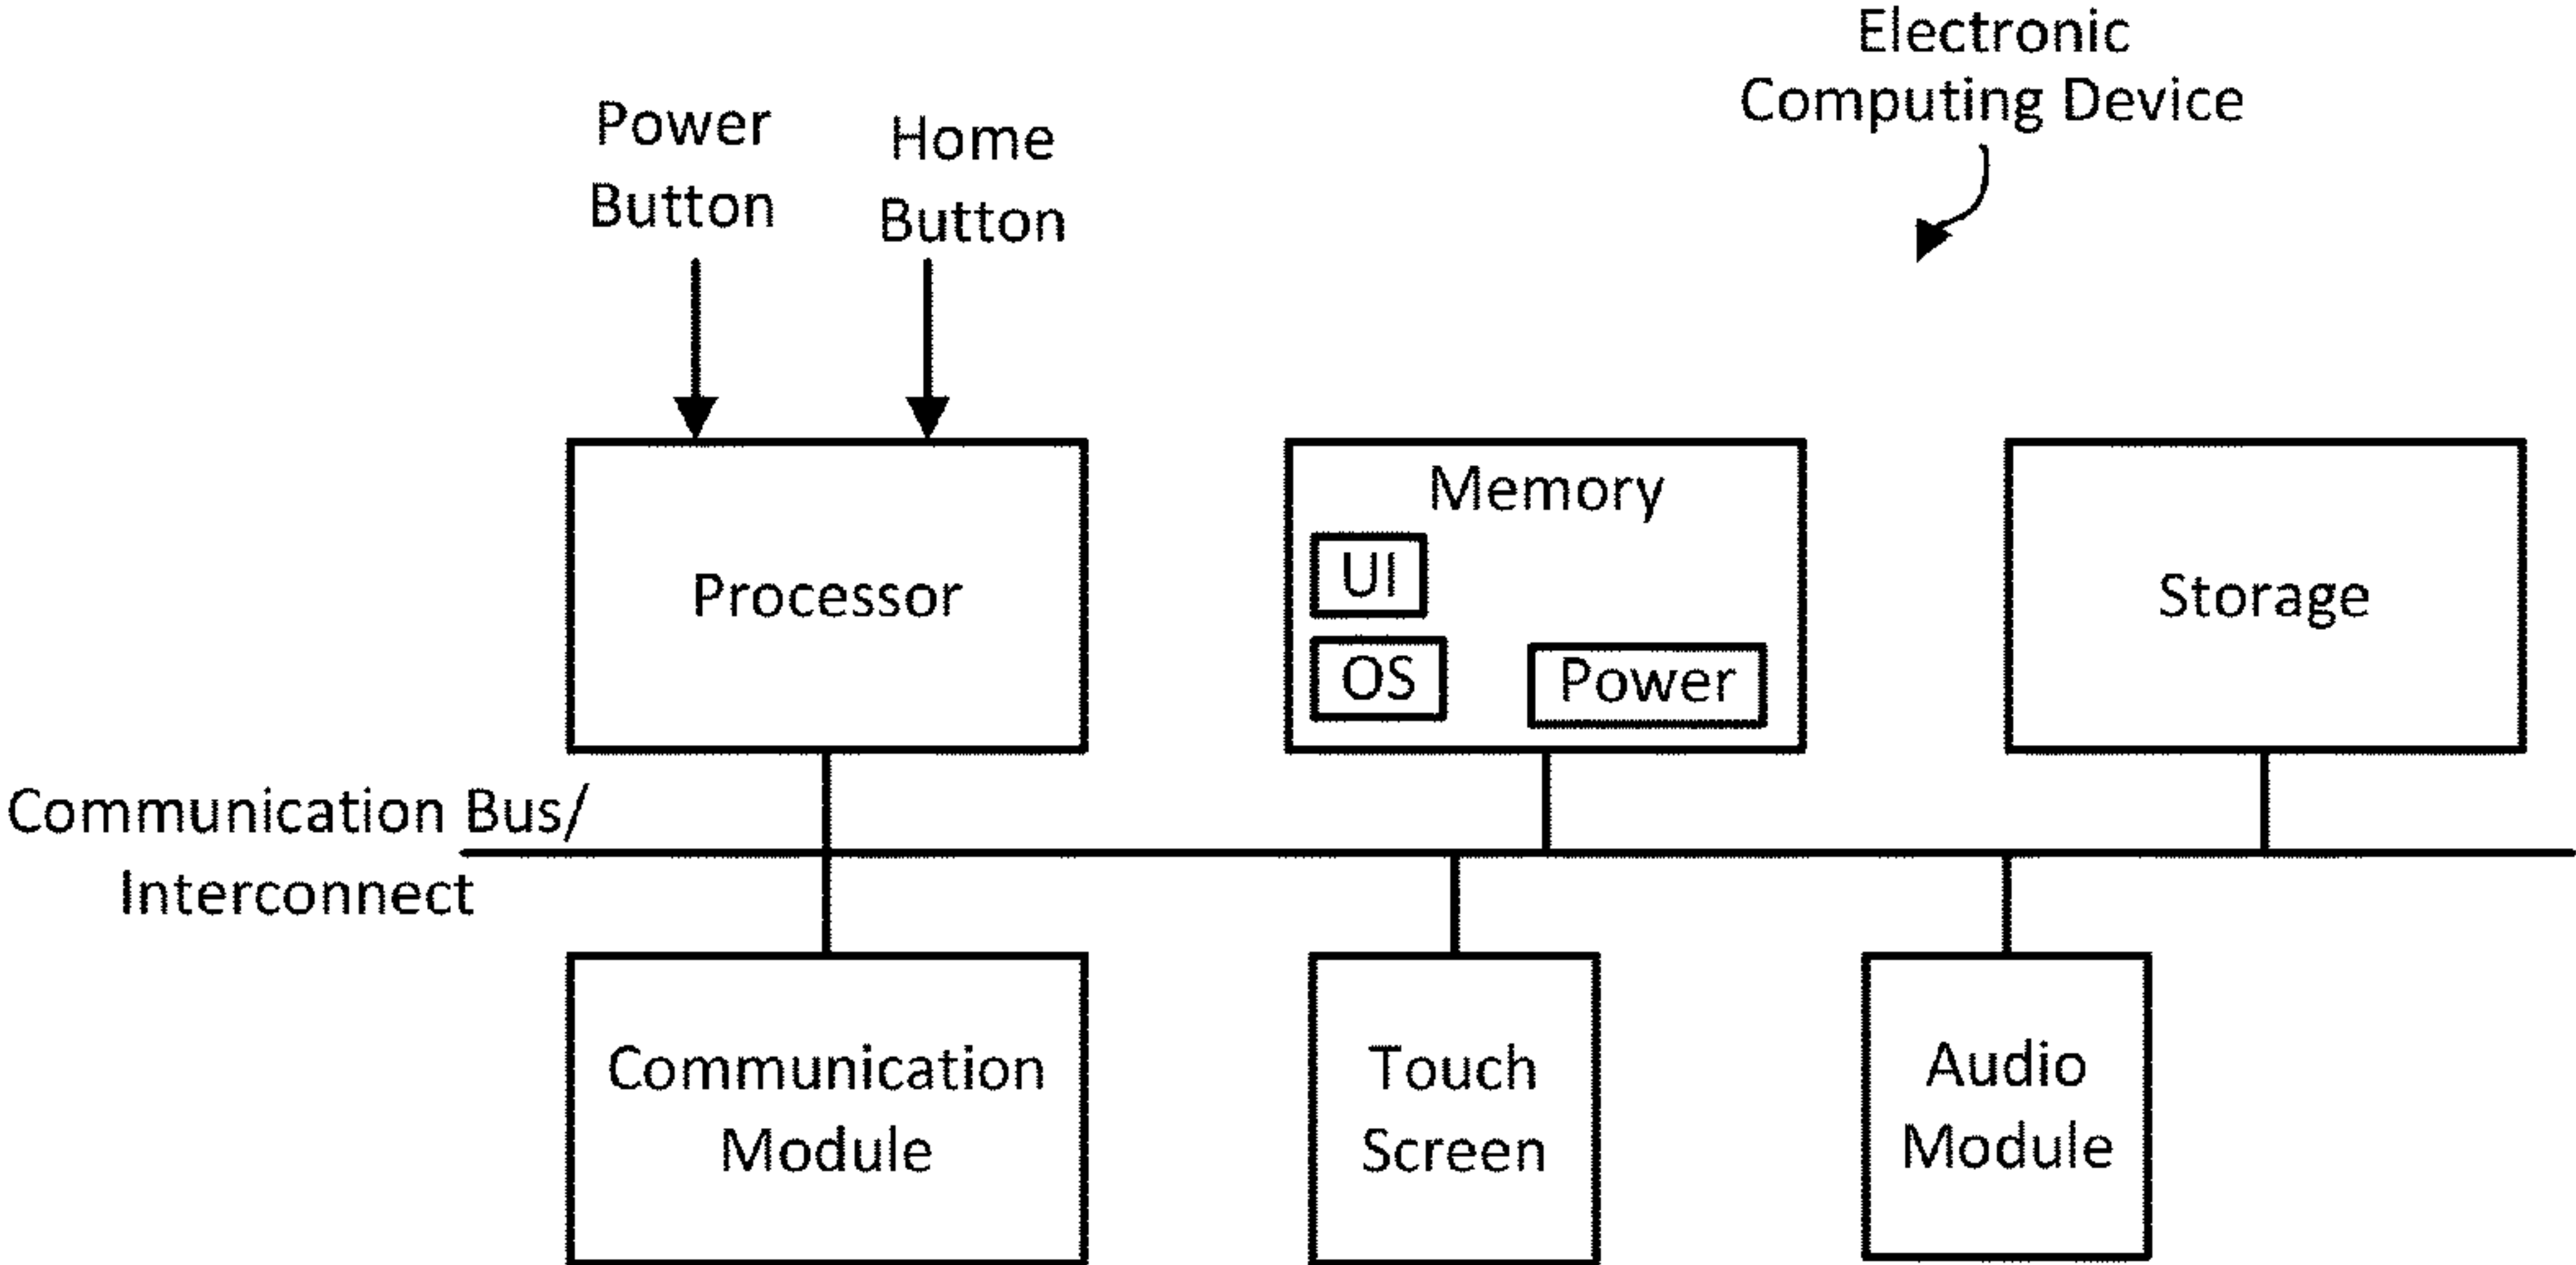 Electronic
Computing Device
Power
Button
Home
Button
Processor
Memory
UI
OS
Power
Storage
Communication Bus/
Interconnect
Communication
Module
Touch
Screen
Audio
Module